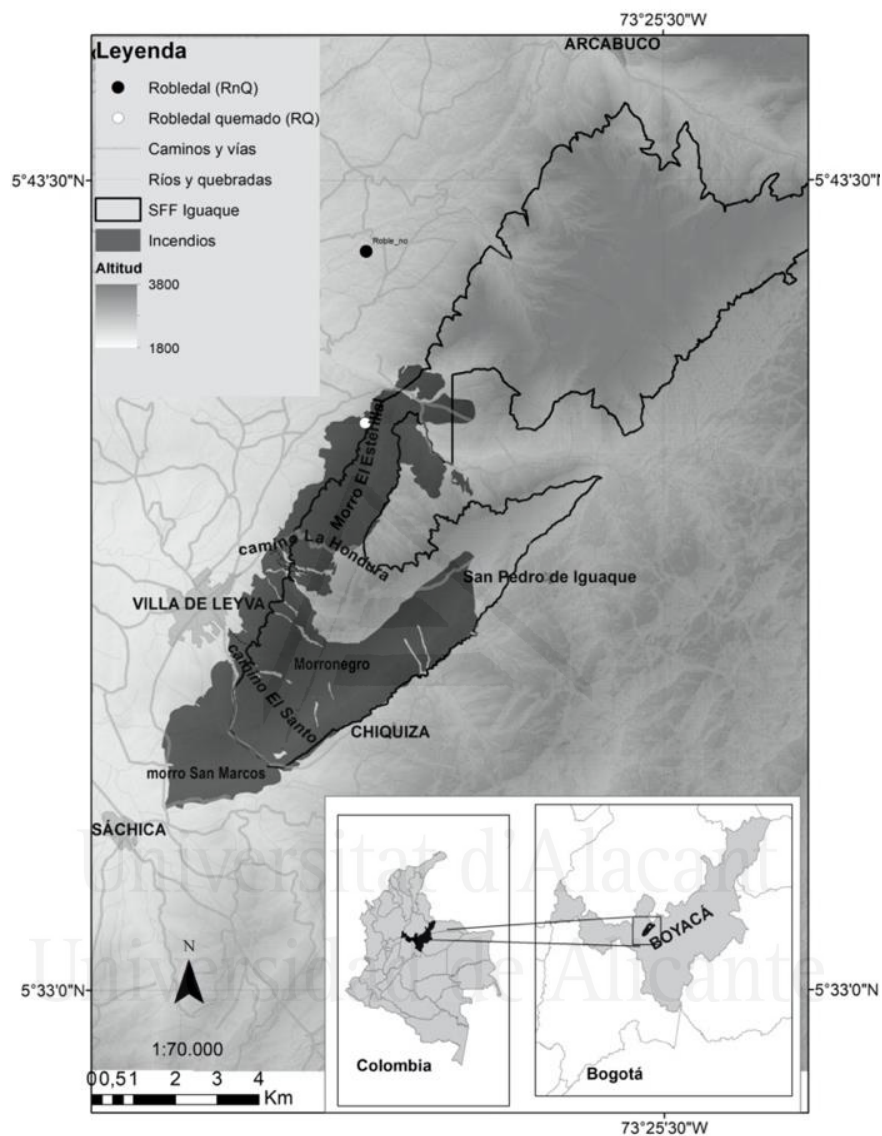 73°25'30"W
ARCABUCO
Leyenda
Robledal (RnQ)
Robledal quemado (RQ)
Caminos y vías
Ríos y quebradas
SFF Iguaque
Incendios
Altitud
3800
1800
5°43'30"N
5°43'30"N
Roble_no
Morro El Esterillal
camino La Hondura
San Pedro de Iguaque
VILLA DE LEYVA
Morronegro
camino El Santo
CHIQUIZA
morro San Marcos
SÁCHICA
Universitat d'Alacant
Universidad de Alicante
BOYACÁ
N
5°33'0"N
5°33'0"N
1:70.000
Colombia
Bogotá
0 0,5 1 2 3 4
Km
73°25'30"W